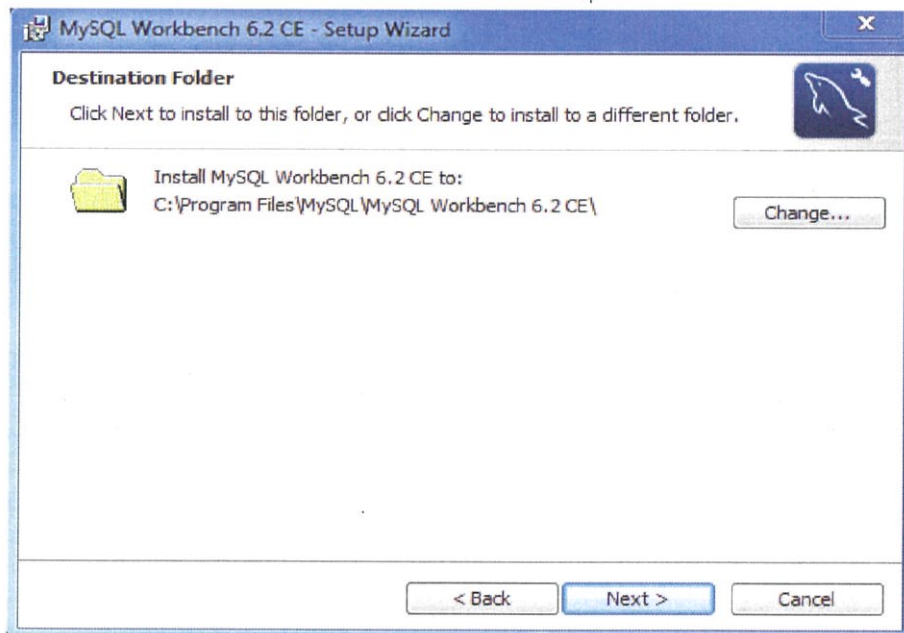 MySQL Workbench 6.2 CE - Setup Wizard
Destination Folder
Click Next to install to this folder, or click Change to install to a different folder.
Install MySQL Workbench 6.2 CE to:
C:\Program Files\MySQL\MySQL Workbench 6.2 CE\
Change...
< Back
Next >
Cancel